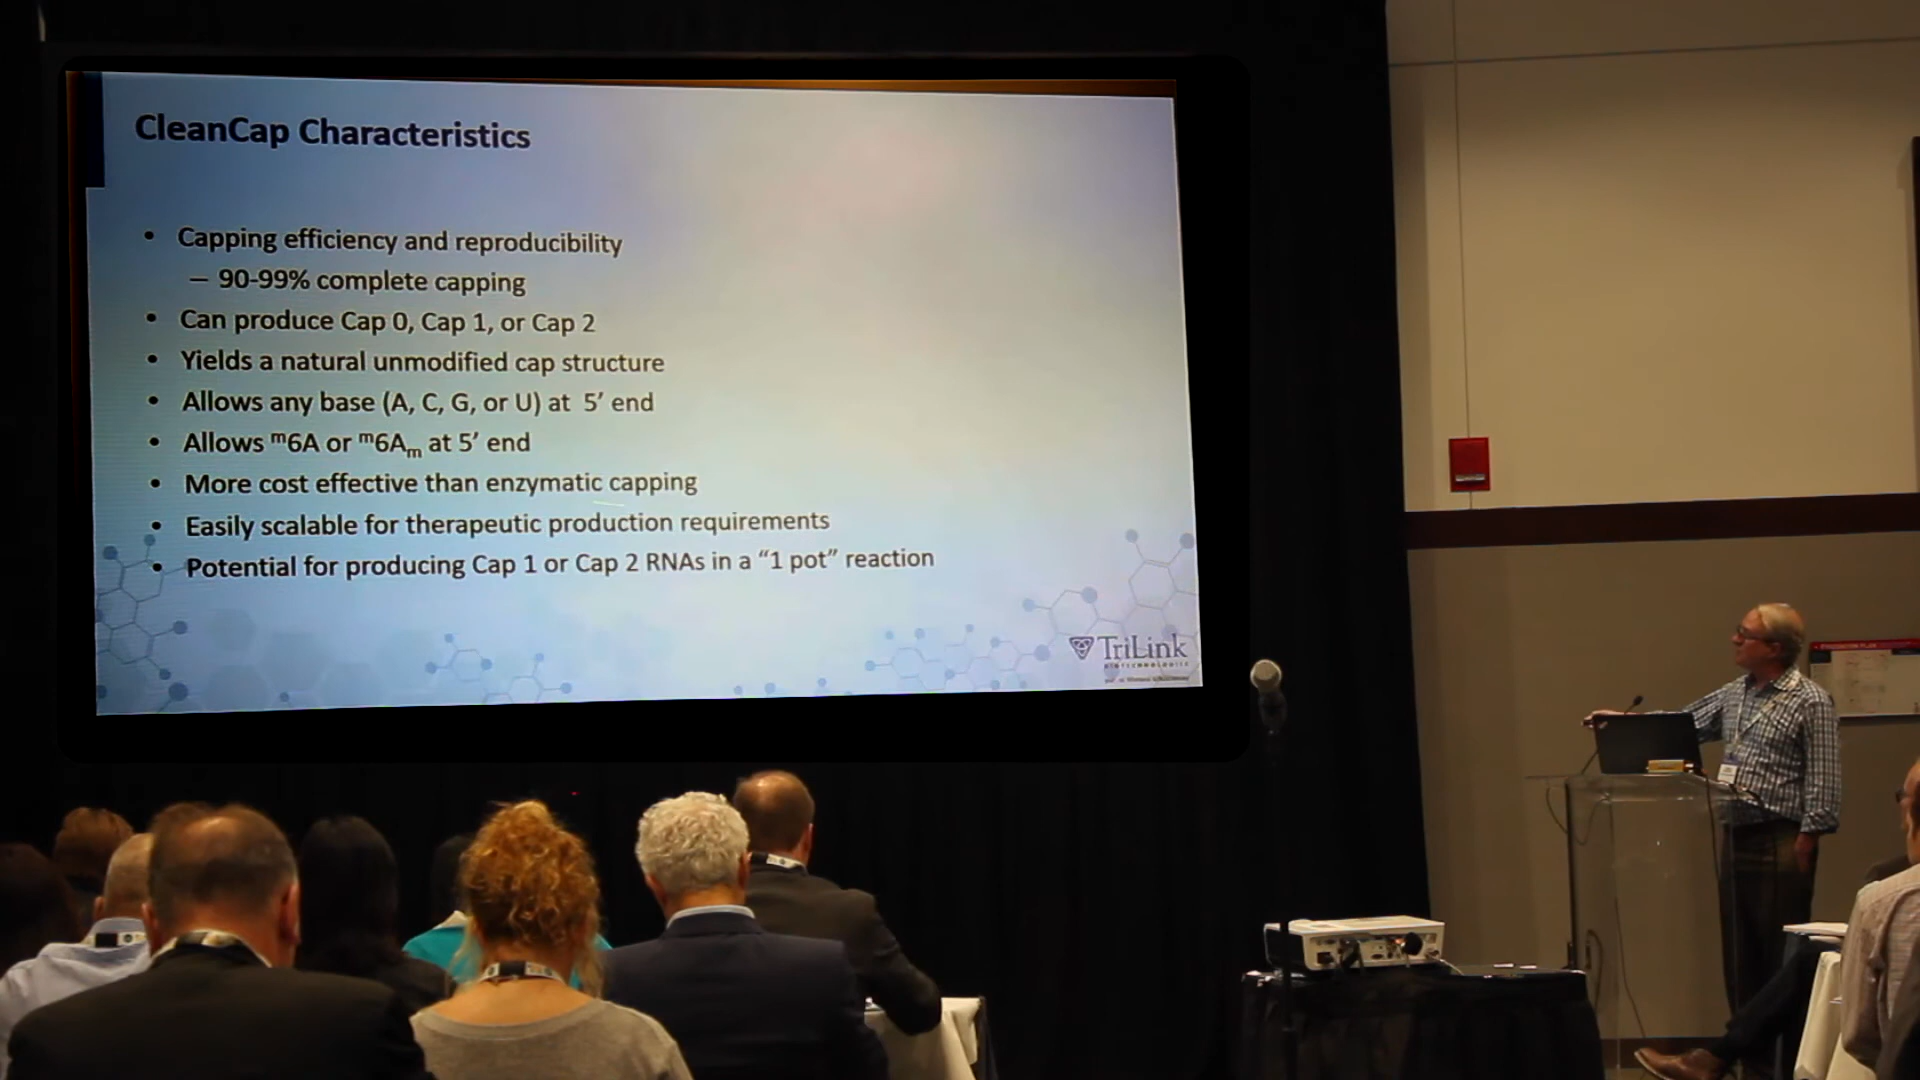 CleanCap Characteristics
• Capping efficiency and reproducibility
– 90-99% complete capping
• Can produce Cap 0, Cap 1, or Cap 2
• Yields a natural unmodified cap structure
• Allows any base (A, C, G, or U) at 5′ end
• Allows ᵐ6A or ᵐ6Aₘ at 5′ end
• More cost effective than enzymatic capping
• Easily scalable for therapeutic production requirements
• Potential for producing Cap 1 or Cap 2 RNAs in a “1 pot” reaction
TriLink
BIOTECHNOLOGIES